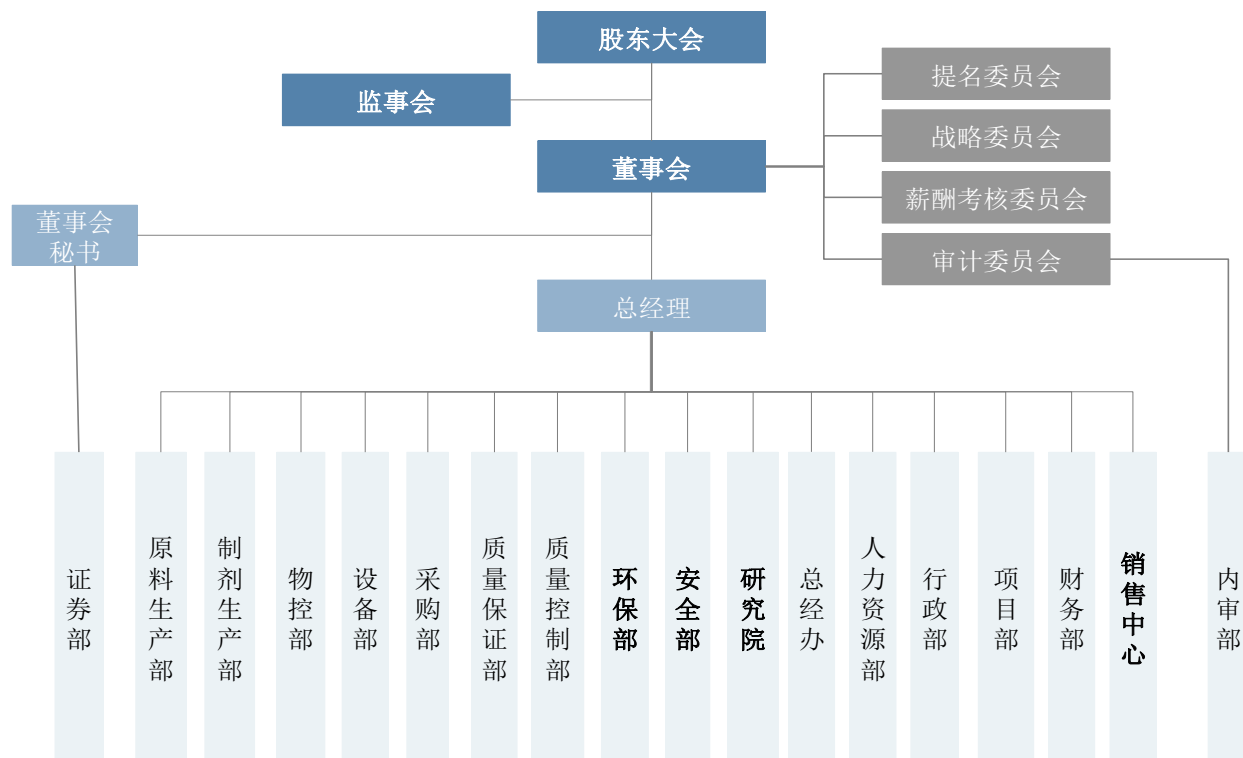 股东大会
提名委员会
监事会
战略委员会
董事会
薪酬考核委员会
董事会
秘书
审计委员会
总经理
证券部
原料生产部
制剂生产部
物控部
设备部
采购部
质量保证部
质量控制部
环保部
安全部
研究院
总经办
人力资源部
行政部
项目部
财务部
销售中心
内审部